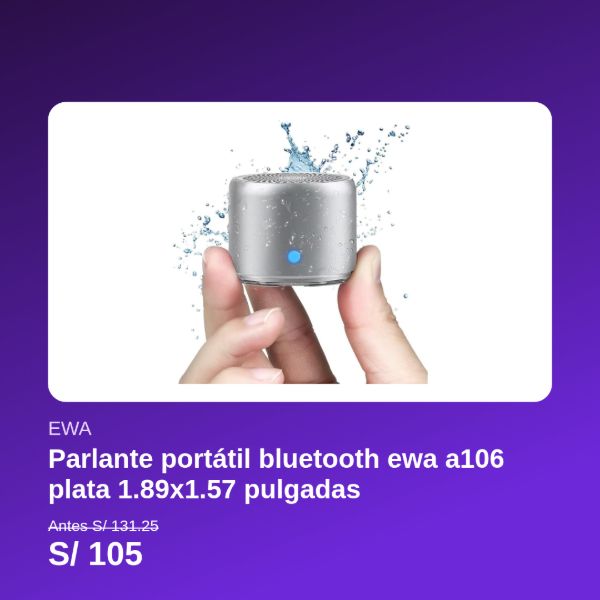 EWA
Parlante portátil bluetooth ewa a106
plata 1.89x1.57 pulgadas
Antes S/ 131.25
S/ 105